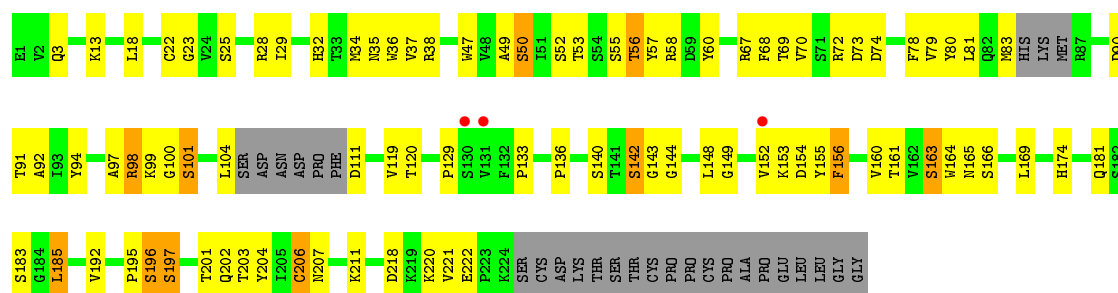 E1 V2 Q3 K13 L18 C22 G23 V24 S25 R28 I29 H32 T33 M34 N35 W36 V37 R38 W47 V48 A49 S50 I51 S52 T53 S54 S55 T56 Y57 R58 D59 Y60 R67 F68 T69 V70 S71 R72 D73 D74 F78 V79 Y80 L81 Q82 M83 HIS LYS MET R87
T91 A92 I93 Y94 A97 R98 K99 G100 S101 L104 SER ASP ASN ASP PRO PHE D111 V119 T120 P129 S130 V131 F132 P133 P136 S140 T141 S142 G143 G144 L148 G149 V152 K153 D154 Y155 F156 V160 T161 V162 S163 W164 N165 S166 L169 H174 Q181
S183 G184 L185 V192 P195 S196 S197 T201 Q202 T203 Y204 I205 C206 N207 K211 D218 K219 K220 V221 E222 P223 K224 SER CYS ASP LYS THR SER THR CYS PRO PRO CYS PRO ALA PRO GLU LEU LEU GLY GLY